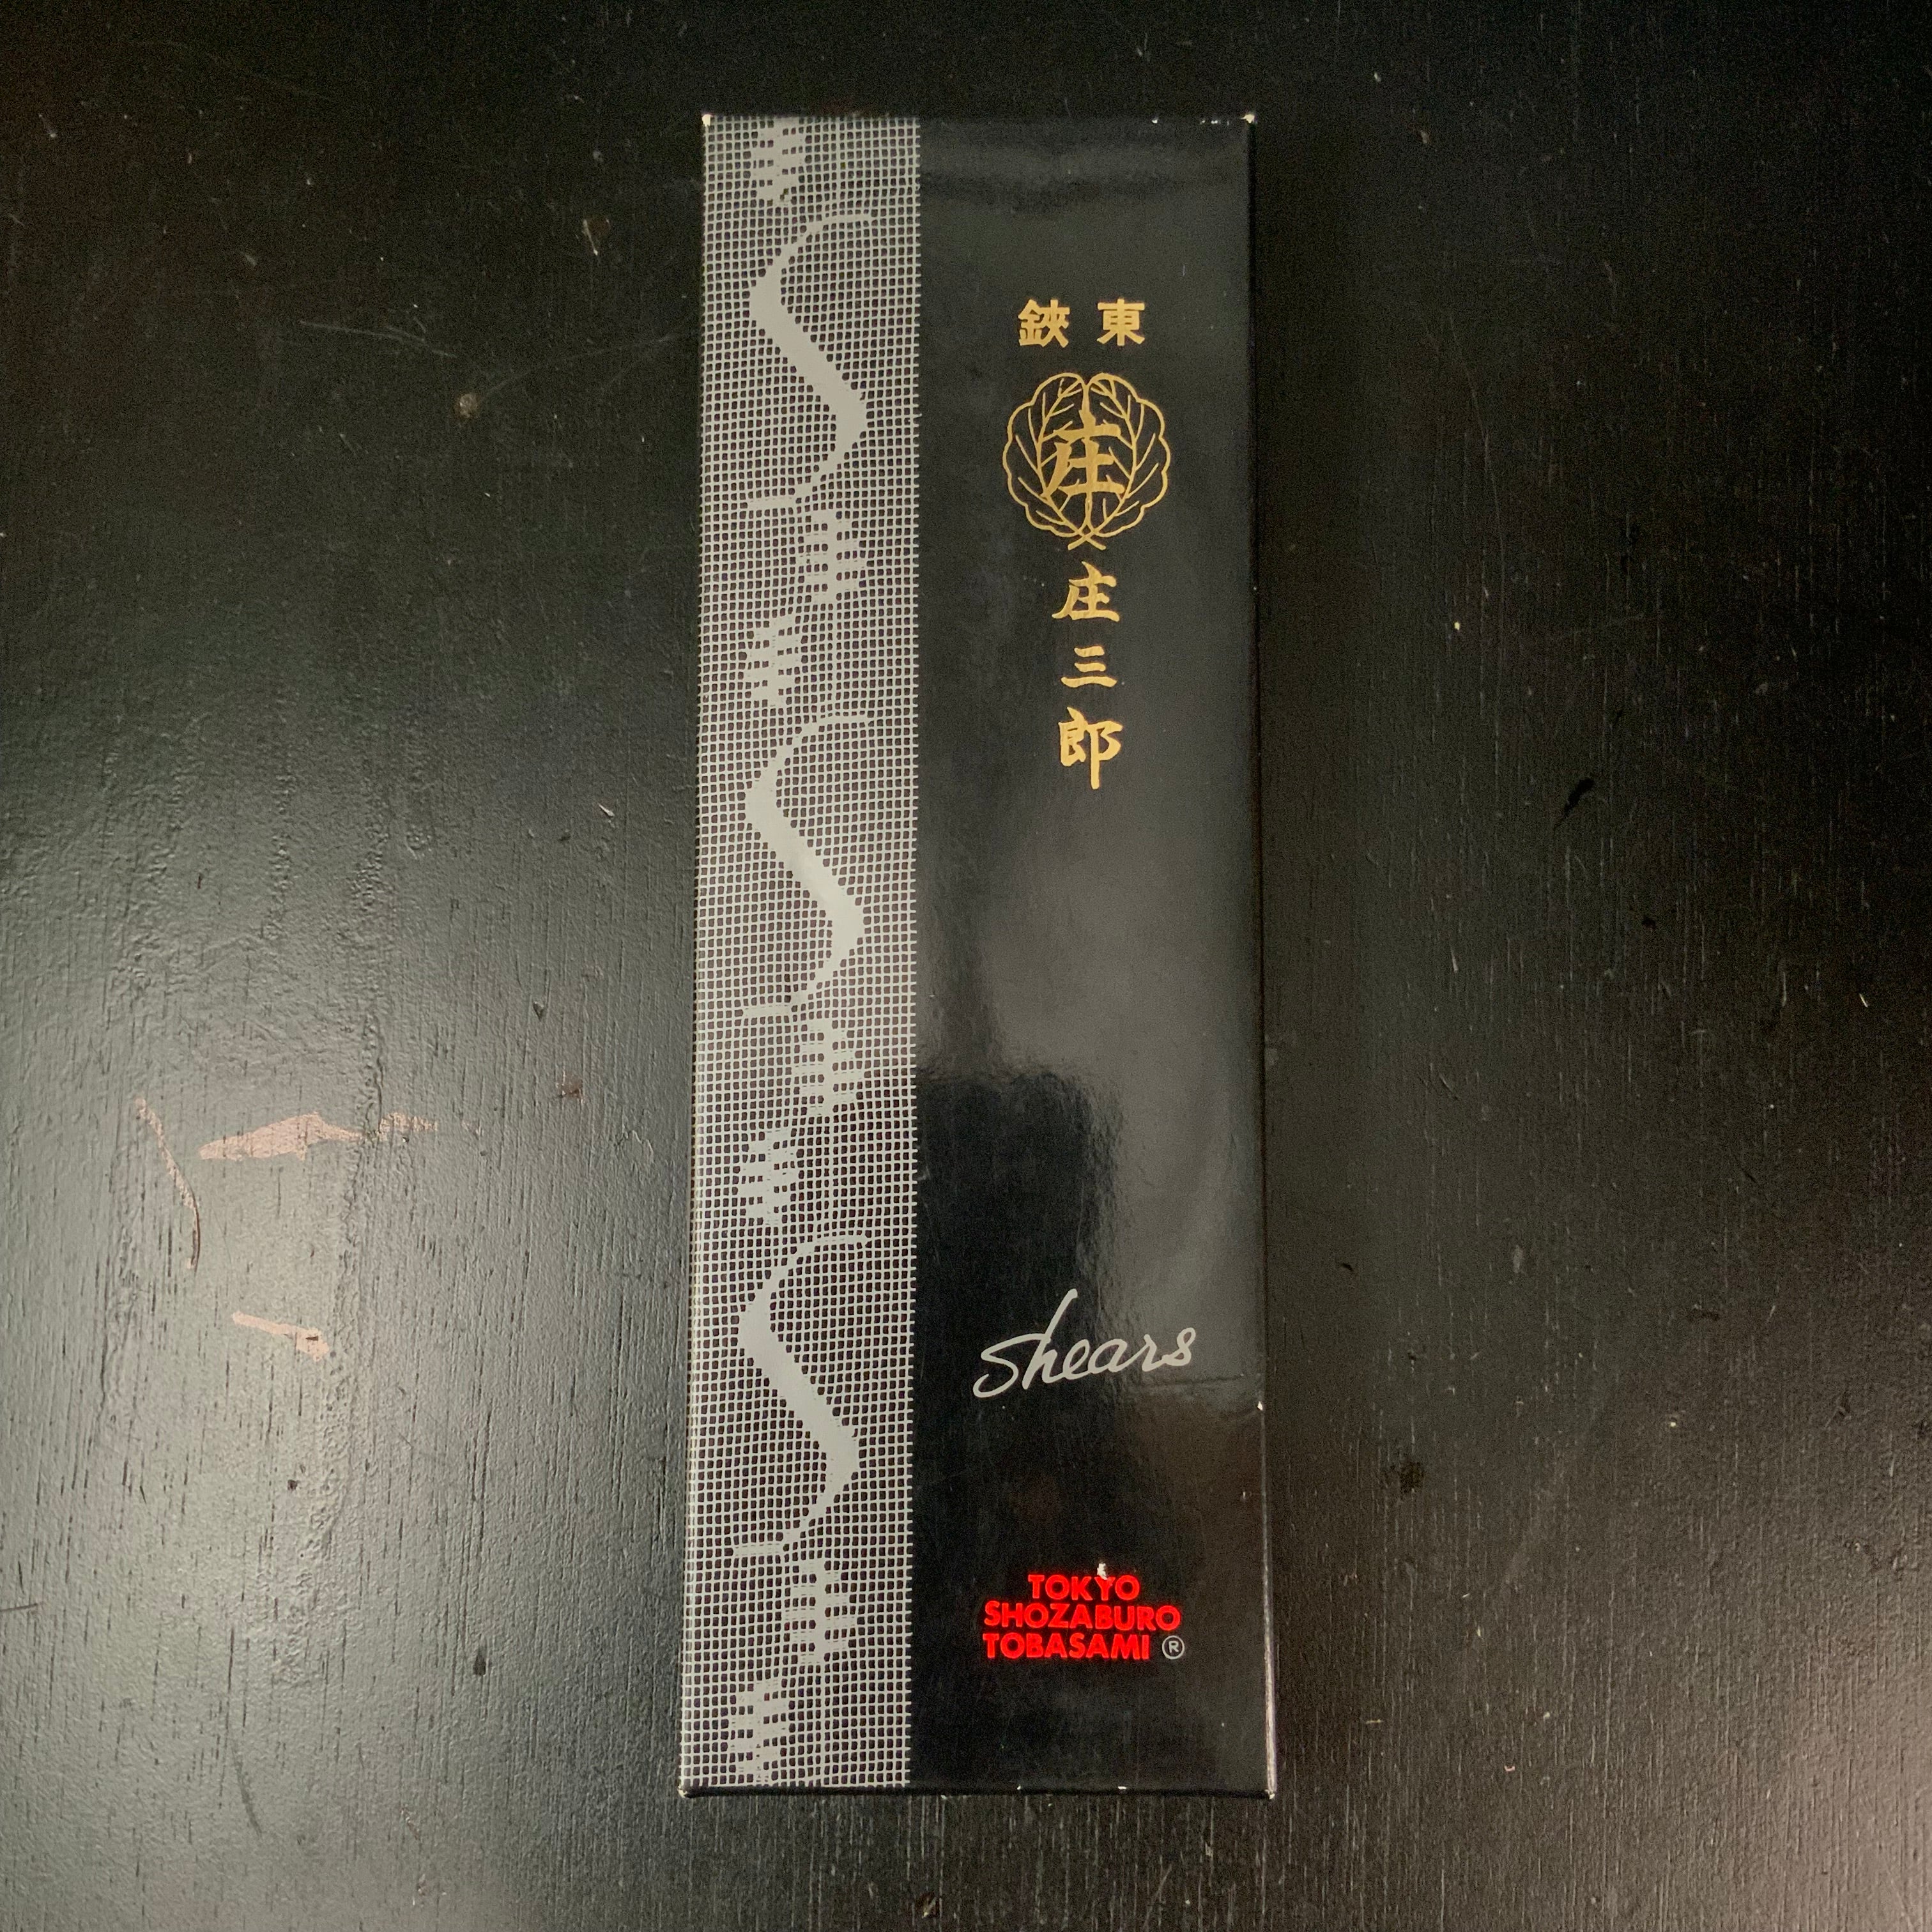 鋏 東
庄
庄
三
郎
Shears
TOKYO
SHOZABURO
TOBASAMI ®